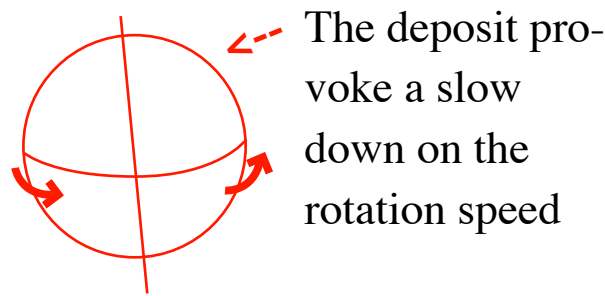 The deposit pro-
voke a slow
down on the
rotation speed